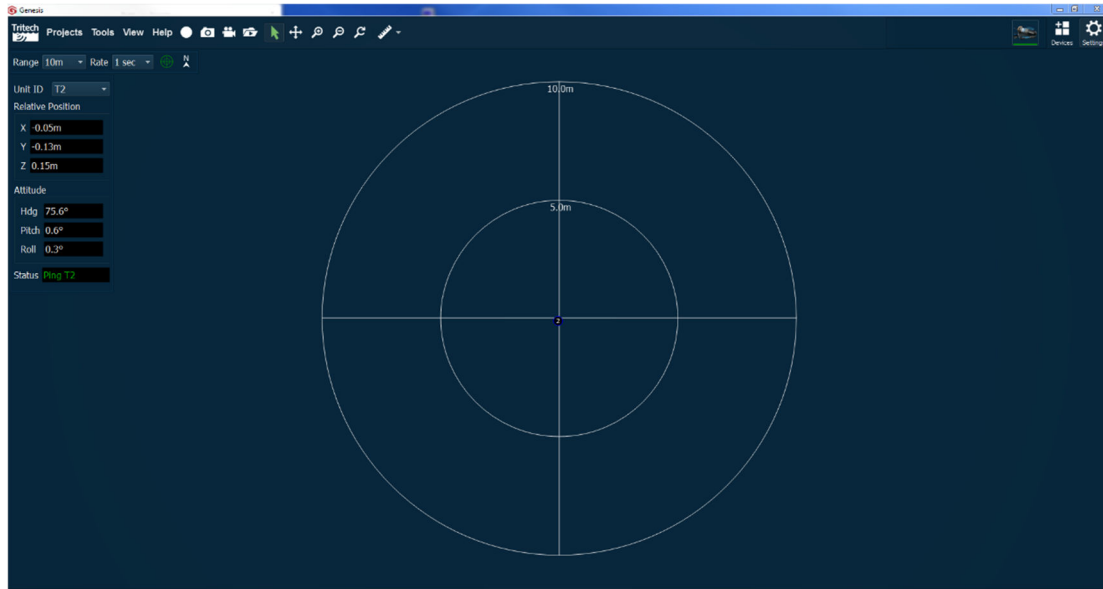 Genesis
Tritech Projects Tools View Help
Devices Settings
Range 10m Rate 1 sec N
Unit ID T2
Relative Position
X -0.05m
Y -0.13m
Z 0.15m
Attitude
Hdg 75.6°
Pitch 0.6°
Roll 0.3°
Status Ping T2
10.0m
5.0m
2